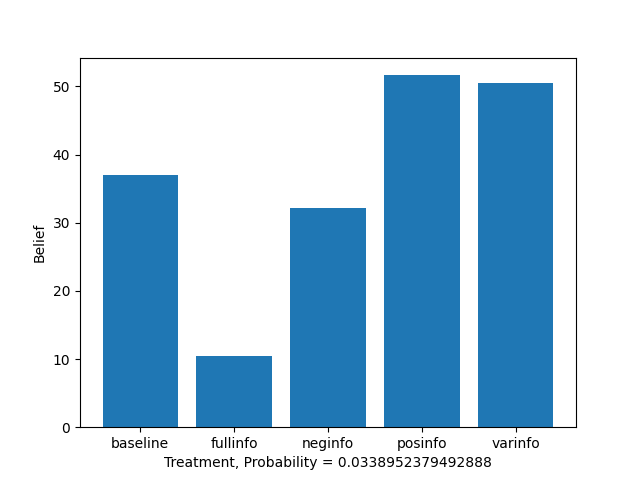 Belief
50
40
30
20
10
0
baseline fullinfo neginfo posinfo varinfo
Treatment, Probability = 0.0338952379492888